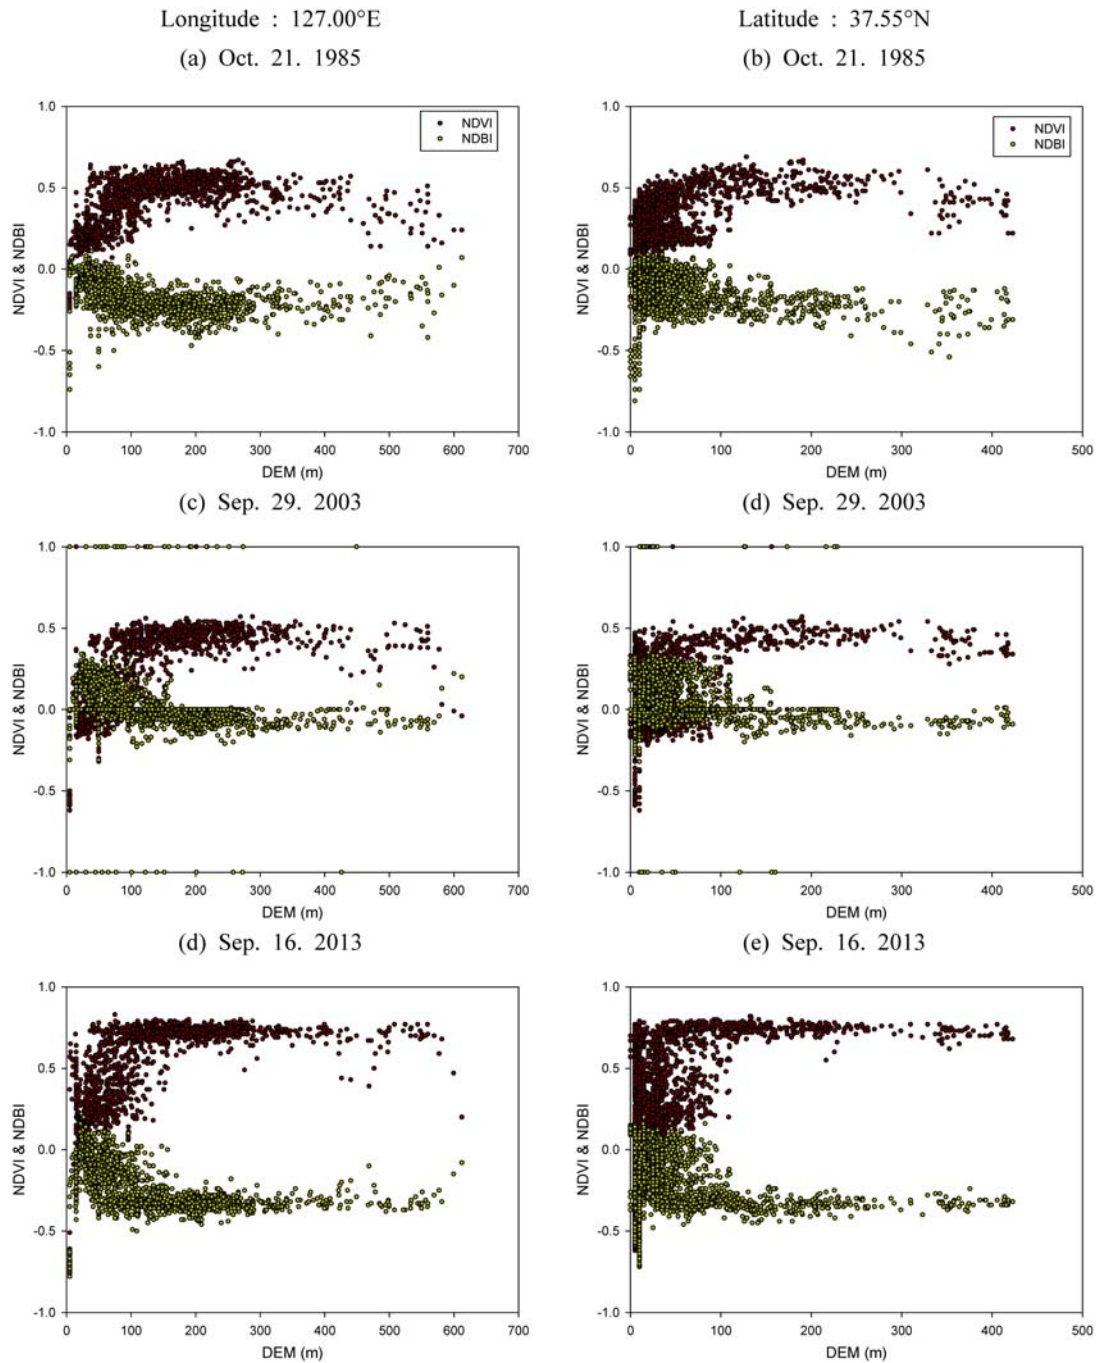 Longitude : 127.00°E
Latitude : 37.55°N
(a) Oct. 21. 1985
(b) Oct. 21. 1985
1.0
0.5
0.0
-0.5
-1.0
NDVI & NDBI
NDVI
NDBI
0 100 200 300 400 500 600 700
DEM (m)
1.0
0.5
0.0
-0.5
-1.0
NDVI & NDBI
NDVI
NDBI
0 100 200 300 400 500
DEM (m)
(c) Sep. 29. 2003
(d) Sep. 29. 2003
1.0
0.5
0.0
-0.5
-1.0
NDVI & NDBI
0 100 200 300 400 500 600 700
DEM (m)
1.0
0.5
0.0
-0.5
-1.0
NDVI & NDBI
0 100 200 300 400 500
DEM (m)
(d) Sep. 16. 2013
(e) Sep. 16. 2013
1.0
0.5
0.0
-0.5
-1.0
NDVI & NDBI
0 100 200 300 400 500 600 700
DEM (m)
1.0
0.5
0.0
-0.5
-1.0
NDVI & NDBI
0 100 200 300 400 500
DEM (m)